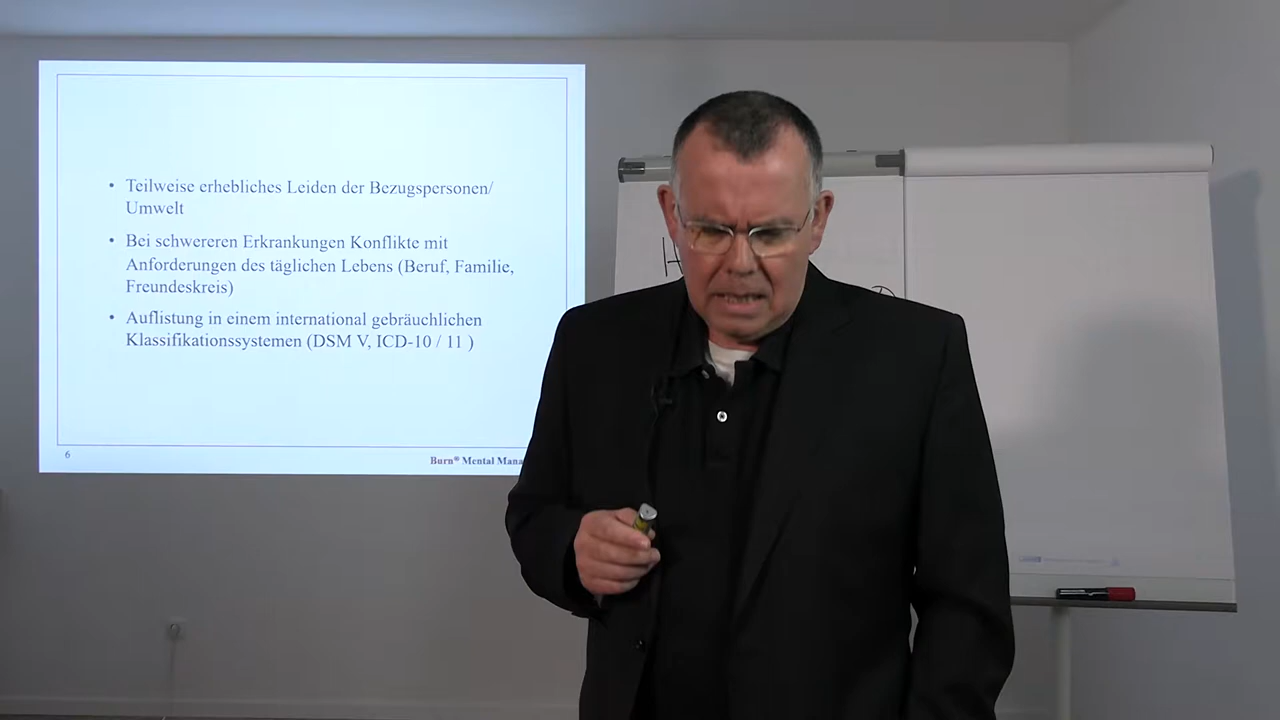 • Teilweise erhebliches Leiden der Bezugspersonen/
Umwelt
• Bei schwereren Erkrankungen Konflikte mit
Anforderungen des täglichen Lebens (Beruf, Familie,
Freundeskreis)
• Auflistung in einem international gebräuchlichen
Klassifikationssystemen (DSM V, ICD-10 / 11 )
6
Burn® Mental Mana
H